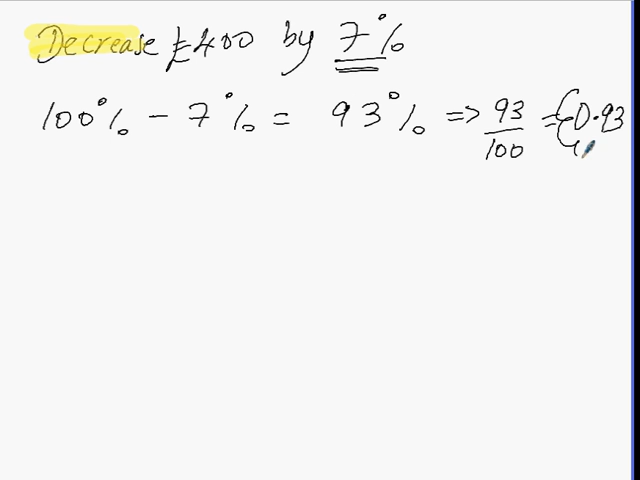 Decrease £400 by 7%
100% - 7% = 93% => 93/100 = 0.93